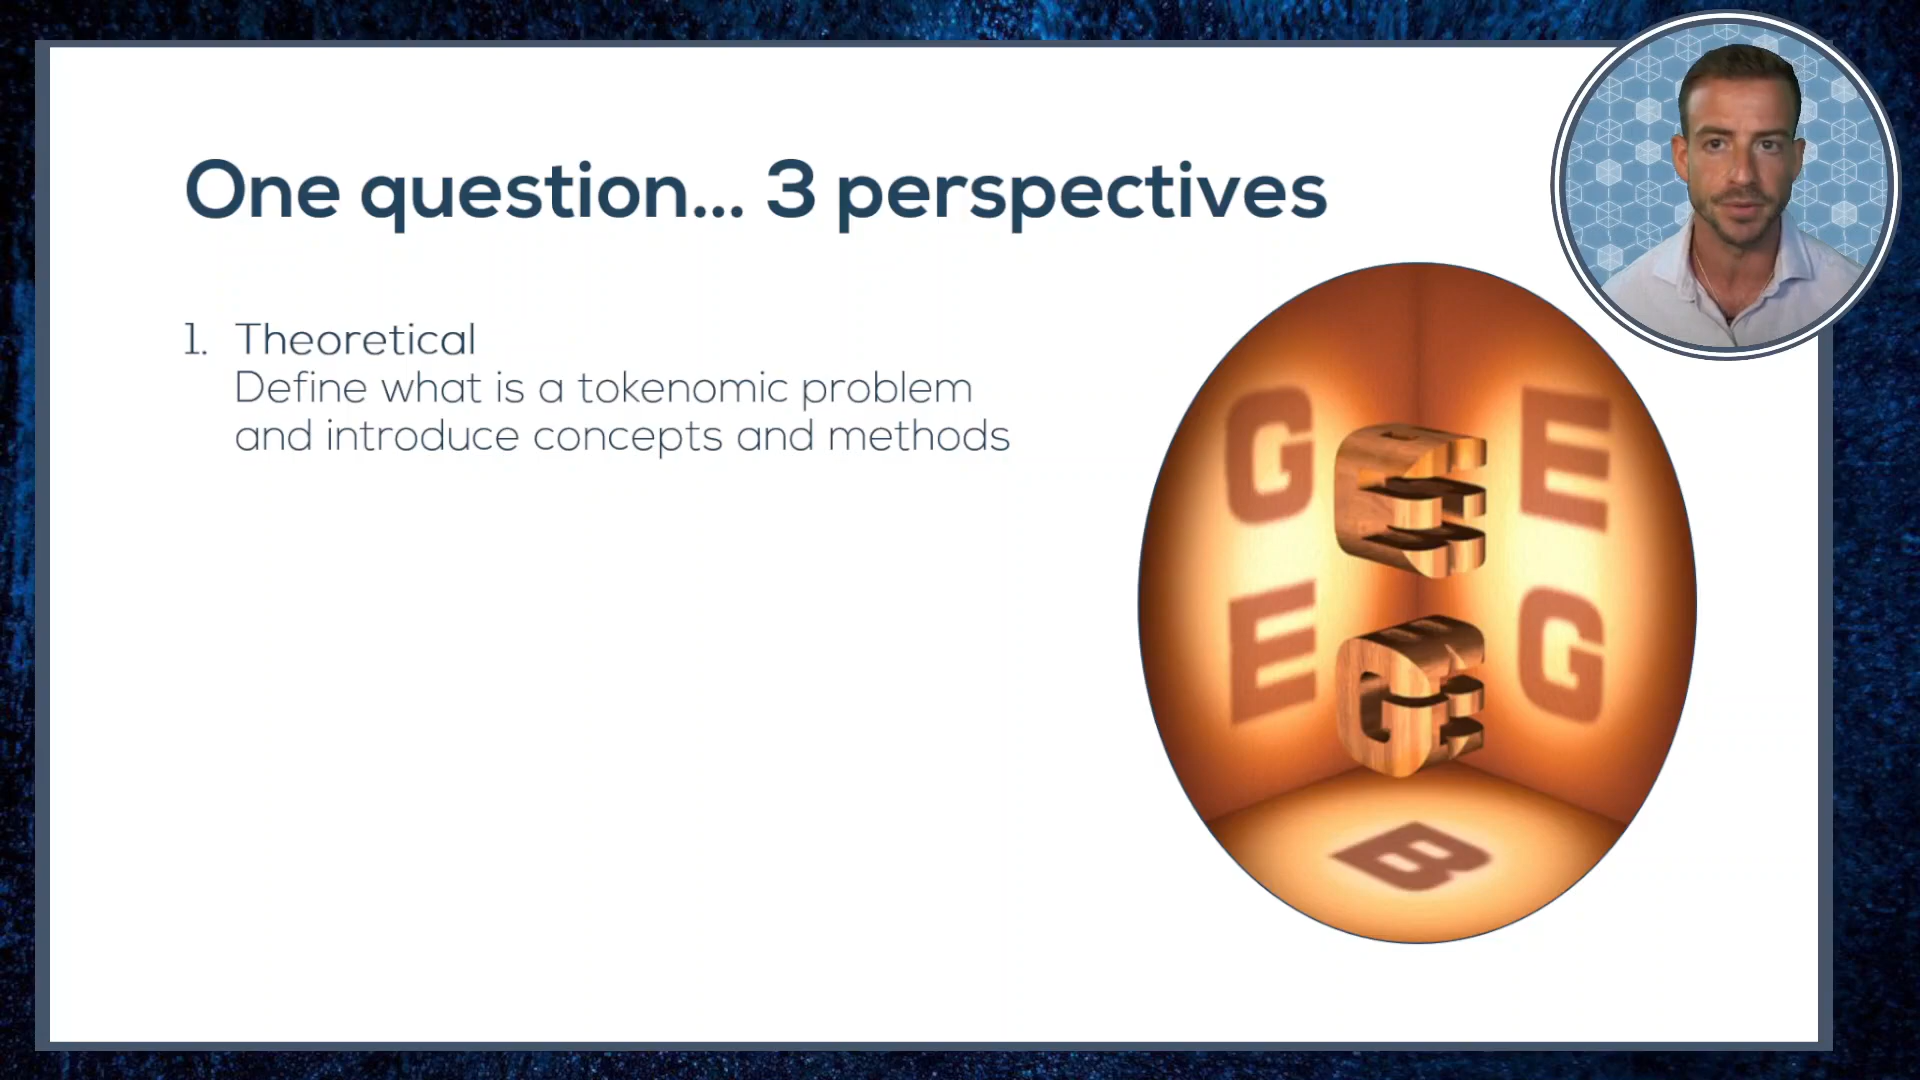 One question... 3 perspectives
1. Theoretical
Define what is a tokenomic problem
and introduce concepts and methods
G E
E G
B